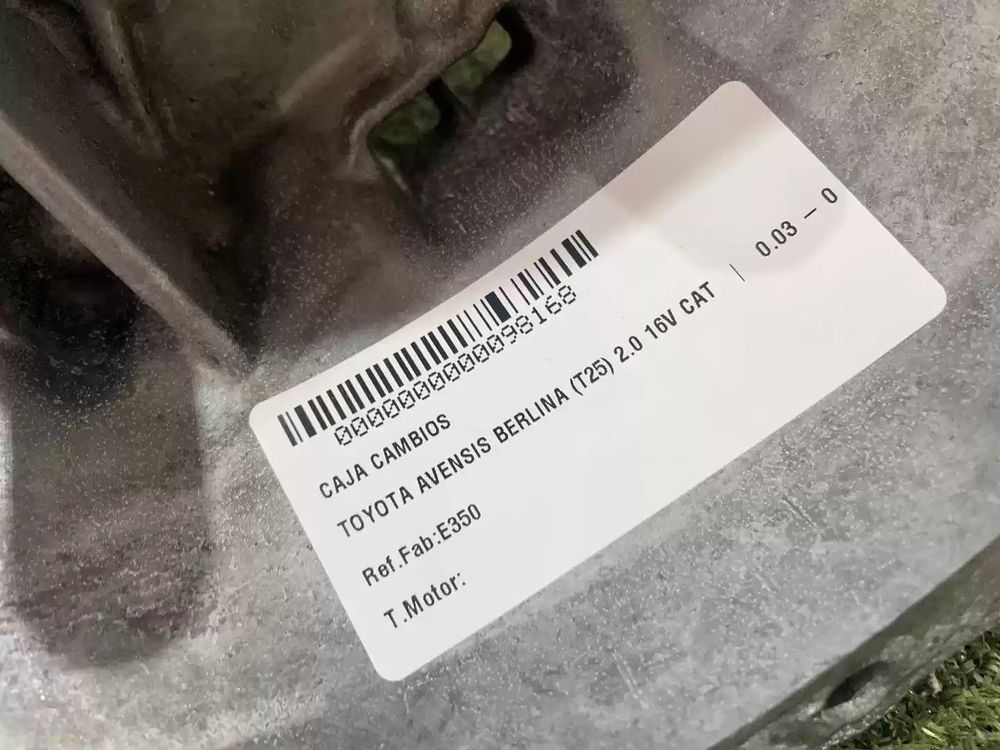 0000000000098168
CAJA CAMBIOS
TOYOTA AVENSIS BERLINA (T25) 2.0 16V CAT | 0.03 – 0
Ref.Fab:E350
T.Motor: